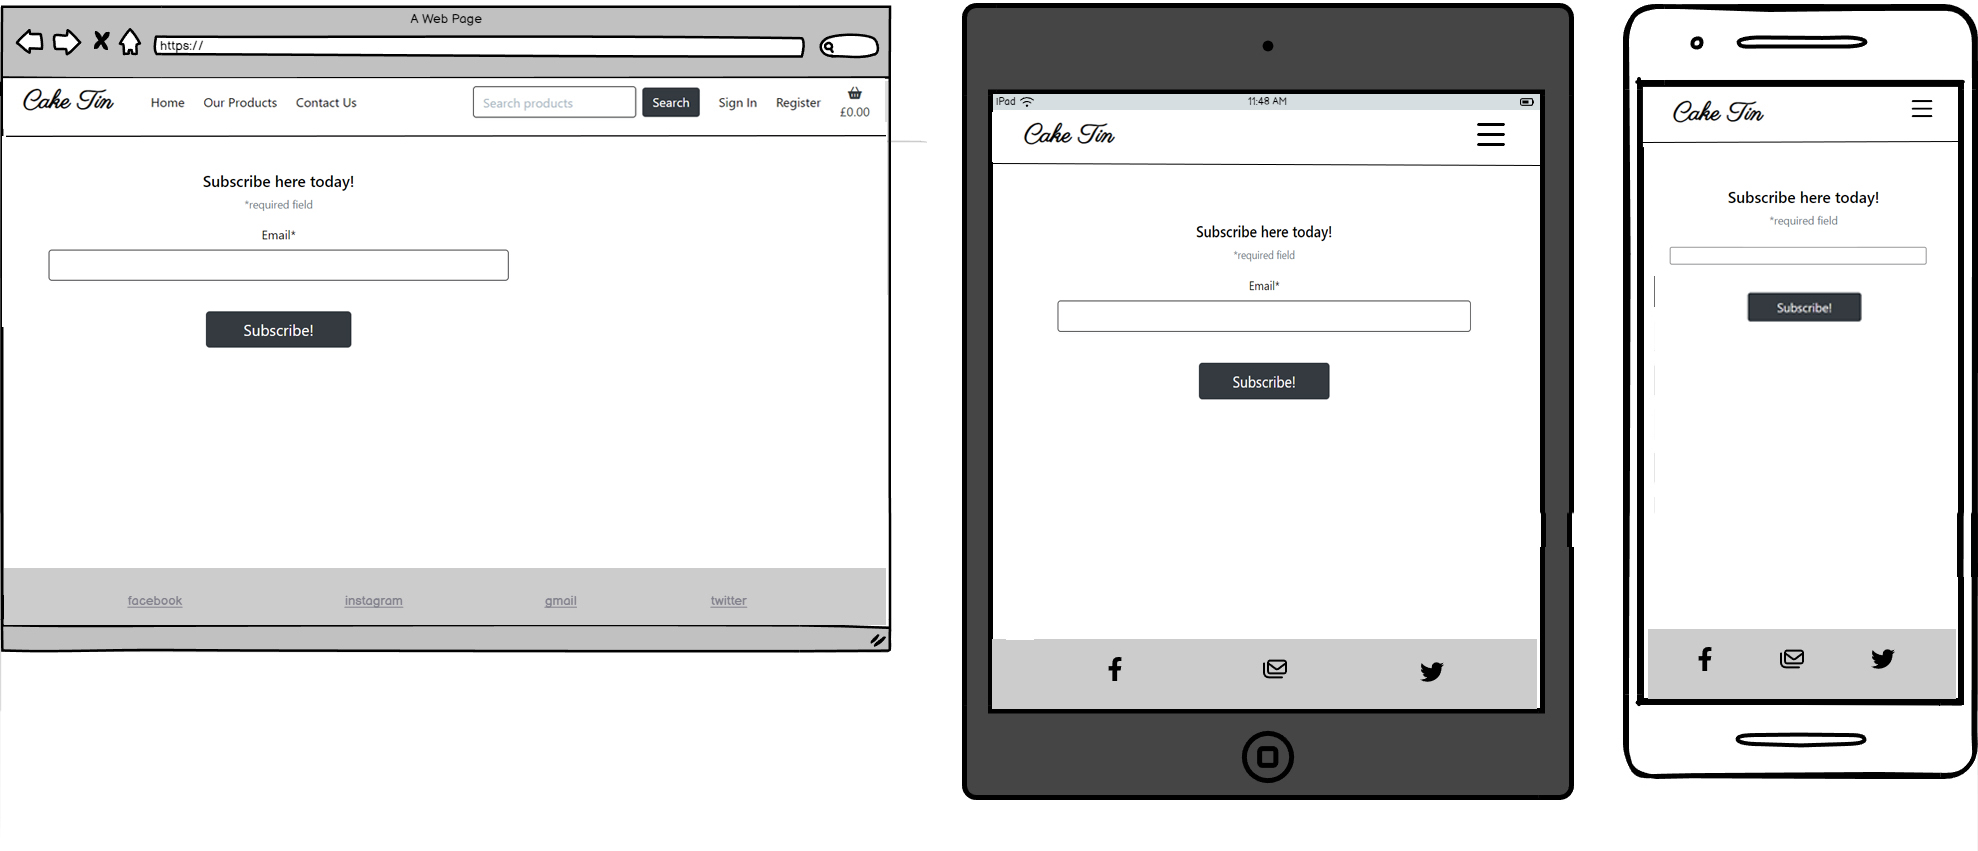 A Web Page
https://
Cake Tin Home Our Products Contact Us Search products Search Sign In Register £0.00
Subscribe here today!
*required field
Email*
Subscribe!
facebook instagram gmail twitter
iPad 11:48 AM
Cake Tin
Subscribe here today!
*required field
Email*
Subscribe!
Cake Tin
Subscribe here today!
*required field
Subscribe!